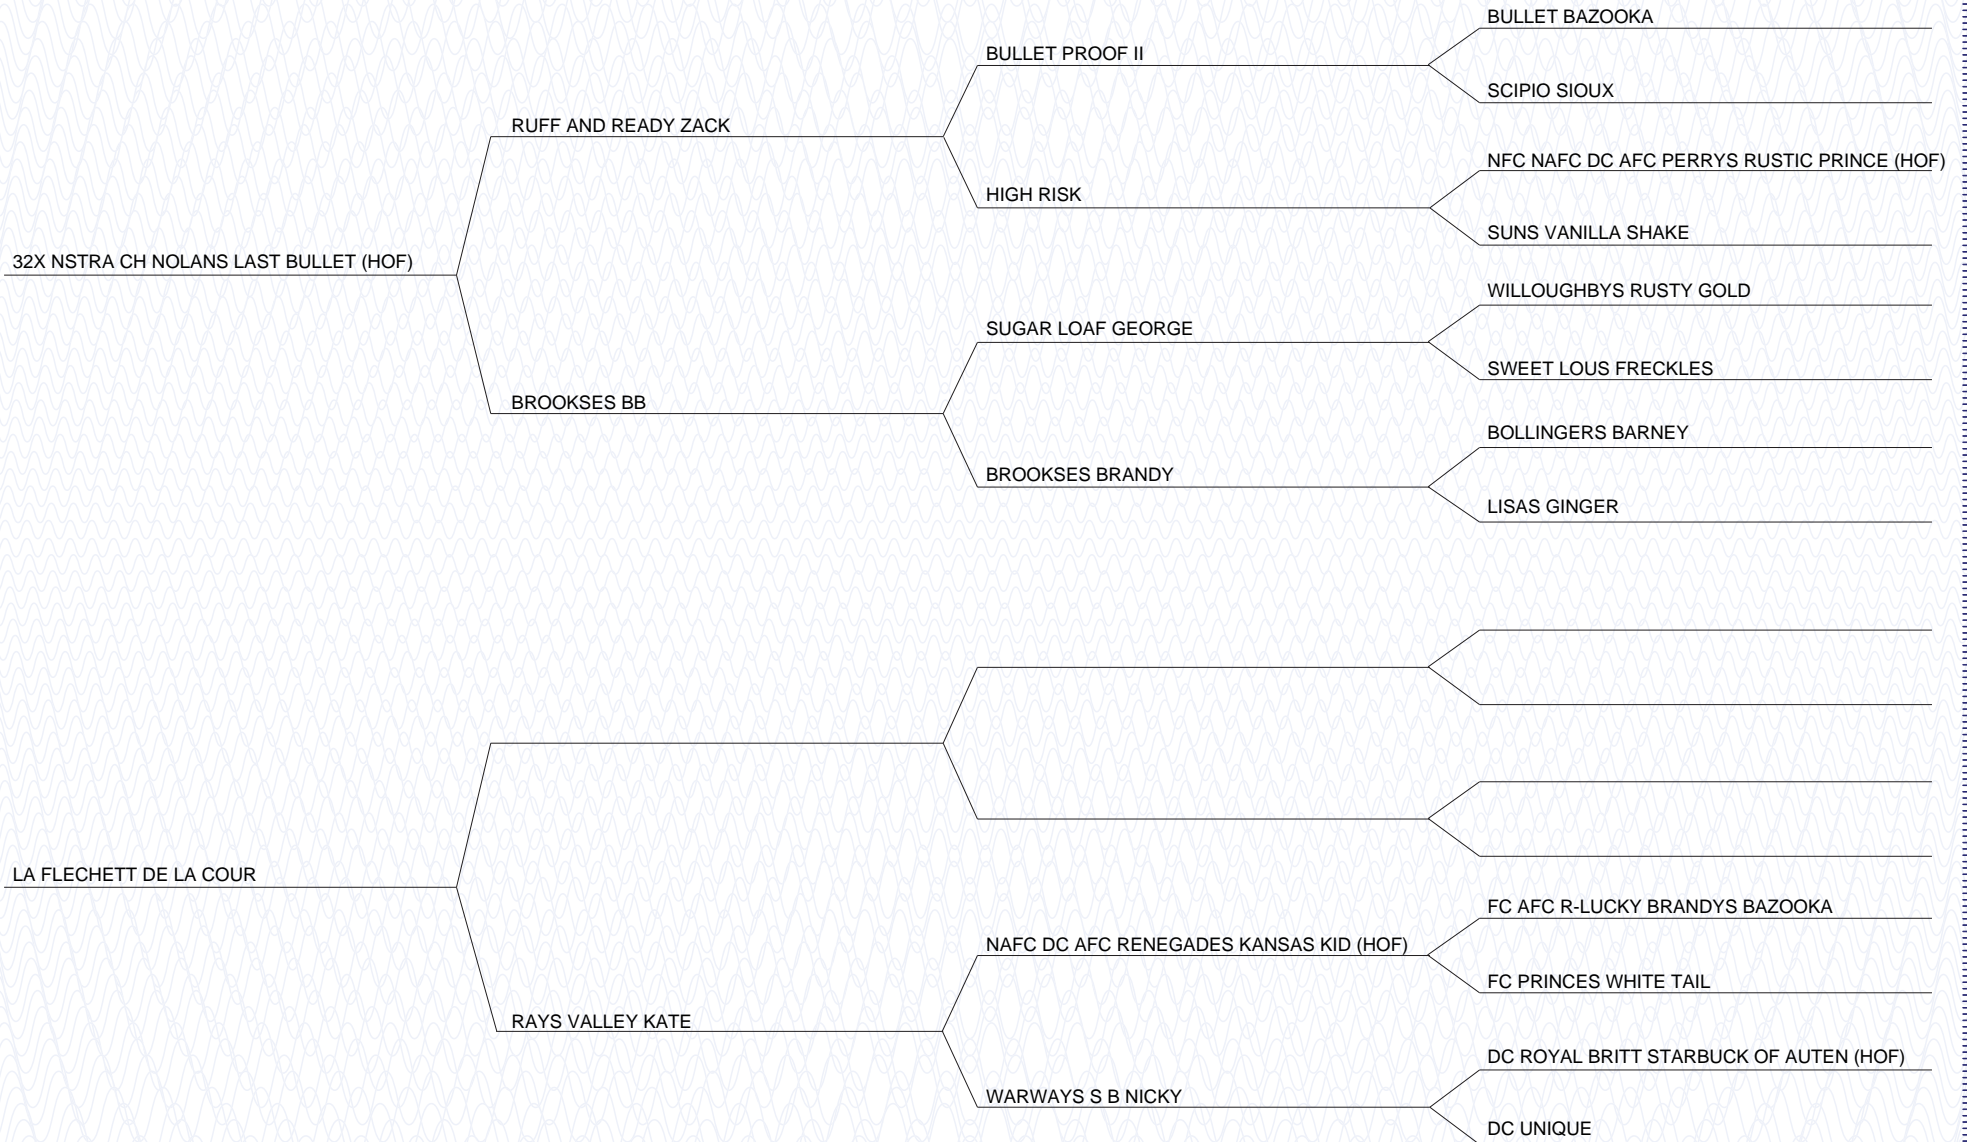 BULLET BAZOOKA
BULLET PROOF II
SCIPIO SIOUX
RUFF AND READY ZACK
NFC NAFC DC AFC PERRYS RUSTIC PRINCE (HOF)
HIGH RISK
SUNS VANILLA SHAKE
32X NSTRA CH NOLANS LAST BULLET (HOF)
WILLOUGHBYS RUSTY GOLD
SUGAR LOAF GEORGE
SWEET LOUS FRECKLES
BROOKSES BB
BOLLINGERS BARNEY
BROOKSES BRANDY
LISAS GINGER
LA FLECHETT DE LA COUR
FC AFC R-LUCKY BRANDYS BAZOOKA
NAFC DC AFC RENEGADES KANSAS KID (HOF)
FC PRINCES WHITE TAIL
RAYS VALLEY KATE
DC ROYAL BRITT STARBUCK OF AUTEN (HOF)
WARWAYS S B NICKY
DC UNIQUE